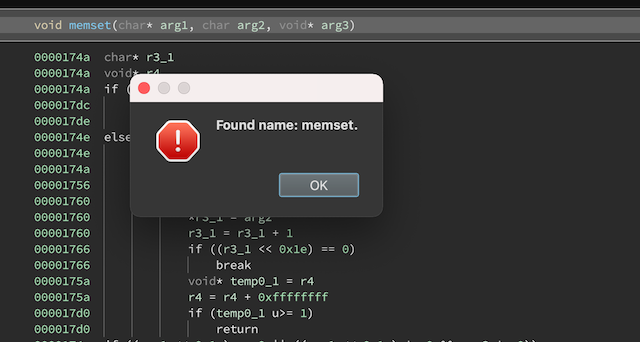 void memset(char* arg1, char arg2, void* arg3)
0000174a char* r3_1
0000174a void* r4
0000174a if (
000017dc
000017de
0000174e else
0000174e
0000174a
00001756
00001760
00001760 *r3_1 = arg2
00001760 r3_1 = r3_1 + 1
00001766 if ((r3_1 << 0x1e) == 0)
00001766 break
0000175a void* temp0_1 = r4
0000175a r4 = r4 + 0xffffffff
000017d0 if (temp0_1 u>= 1)
000017d0 return
Found name: memset.
OK